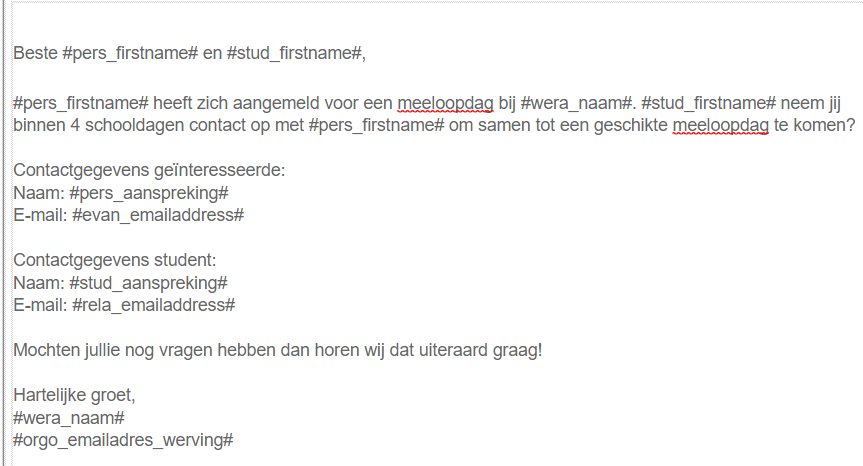 Beste #pers_firstname# en #stud_firstname#,
#pers_firstname# heeft zich aangemeld voor een meeloopdag bij #wera_naam#. #stud_firstname# neem jij
binnen 4 schooldagen contact op met #pers_firstname# om samen tot een geschikte meeloopdag te komen?
Contactgegevens geïnteresseerde:
Naam: #pers_aanspreking#
E-mail: #evan_emailaddress#
Contactgegevens student:
Naam: #stud_aanspreking#
E-mail: #rela_emailaddress#
Mochten jullie nog vragen hebben dan horen wij dat uiteraard graag!
Hartelijke groet,
#wera_naam#
#orgo_emailadres_werving#